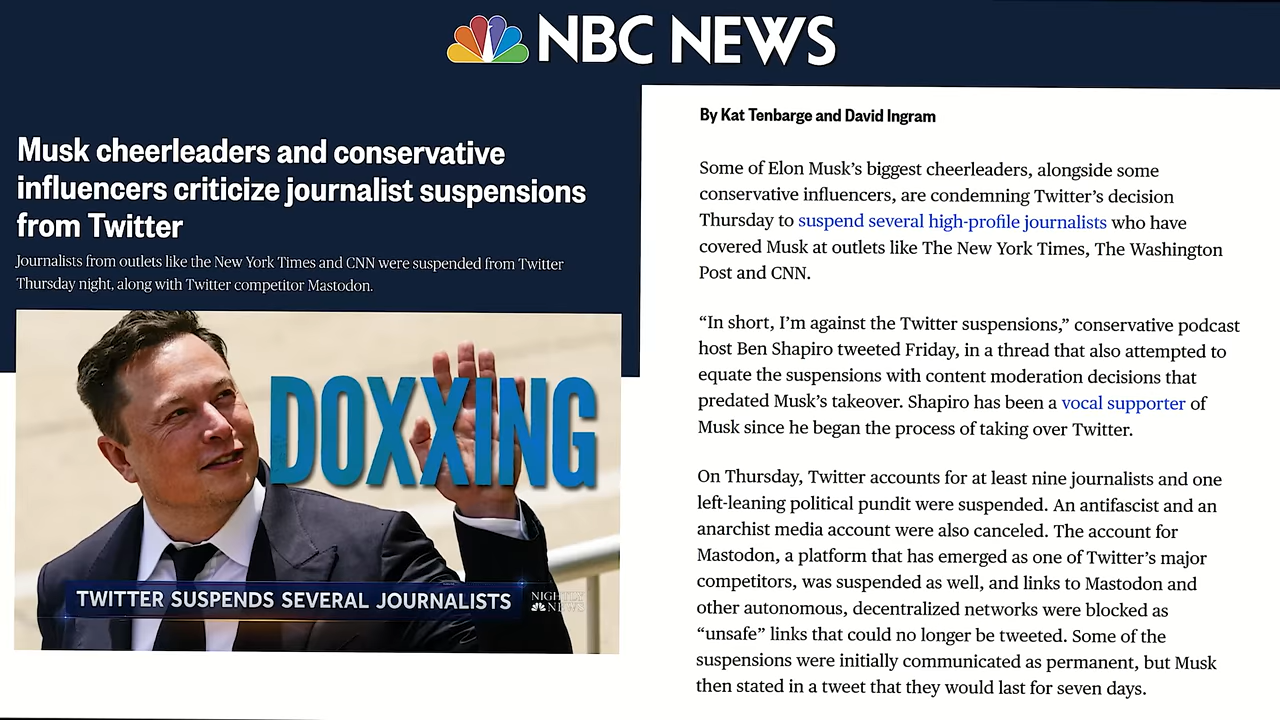 NBC NEWS
Musk cheerleaders and conservative
influencers criticize journalist suspensions
from Twitter
Journalists from outlets like the New York Times and CNN were suspended from Twitter
Thursday night, along with Twitter competitor Mastodon.
DOXXING
TWITTER SUSPENDS SEVERAL JOURNALISTS
NIGHTLY
NEWS
By Kat Tenbarge and David Ingram
Some of Elon Musk’s biggest cheerleaders, alongside some
conservative influencers, are condemning Twitter’s decision
Thursday to suspend several high-profile journalists who have
covered Musk at outlets like The New York Times, The Washington
Post and CNN.
“In short, I’m against the Twitter suspensions,” conservative podcast
host Ben Shapiro tweeted Friday, in a thread that also attempted to
equate the suspensions with content moderation decisions that
predated Musk’s takeover. Shapiro has been a vocal supporter of
Musk since he began the process of taking over Twitter.
On Thursday, Twitter accounts for at least nine journalists and one
left-leaning political pundit were suspended. An antifascist and an
anarchist media account were also canceled. The account for
Mastodon, a platform that has emerged as one of Twitter’s major
competitors, was suspended as well, and links to Mastodon and
other autonomous, decentralized networks were blocked as
“unsafe” links that could no longer be tweeted. Some of the
suspensions were initially communicated as permanent, but Musk
then stated in a tweet that they would last for seven days.